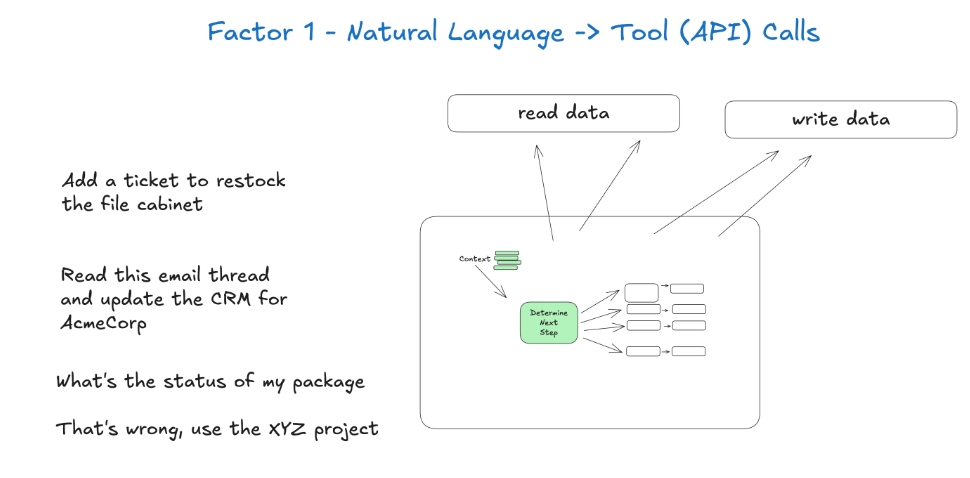 Factor 1 - Natural Language -> Tool (API) Calls
read data
write data
Add a ticket to restock
the file cabinet
Read this email thread
and update the CRM for
AcmeCorp
What's the status of my package
That's wrong, use the XYZ project
Context
Determine
Next
Step